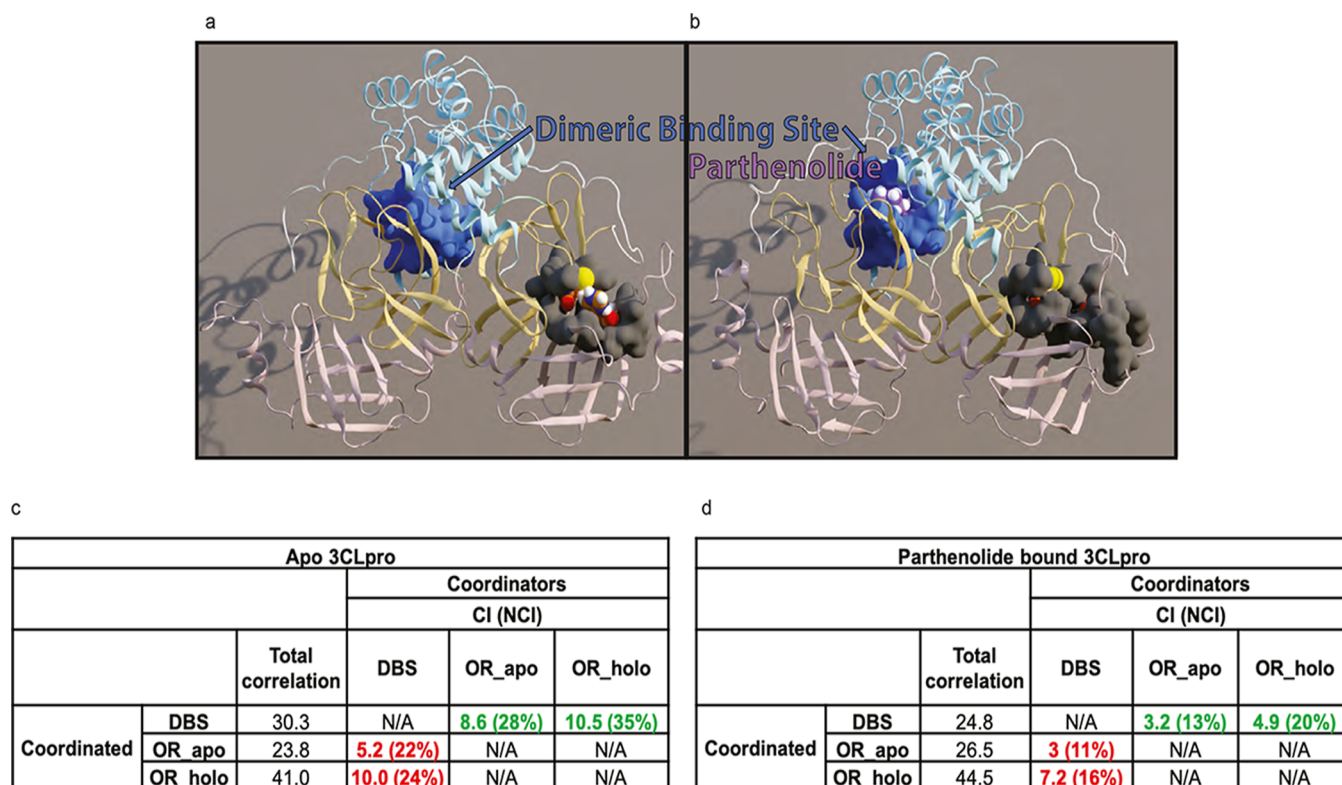 a
b
Dimeric Binding Site
Parthenolide
c
Apo 3CLpro
Coordinators
CI (NCI)
Total correlation DBS OR_apo OR_holo
Coordinated
DBS 30.3 N/A 8.6 (28%) 10.5 (35%)
OR_apo 23.8 5.2 (22%) N/A N/A
OR_holo 41.0 10.0 (24%) N/A N/A
d
Parthenolide bound 3CLpro
Coordinators
CI (NCI)
Total correlation DBS OR_apo OR_holo
Coordinated
DBS 24.8 N/A 3.2 (13%) 4.9 (20%)
OR_apo 26.5 3 (11%) N/A N/A
OR_holo 44.5 7.2 (16%) N/A N/A